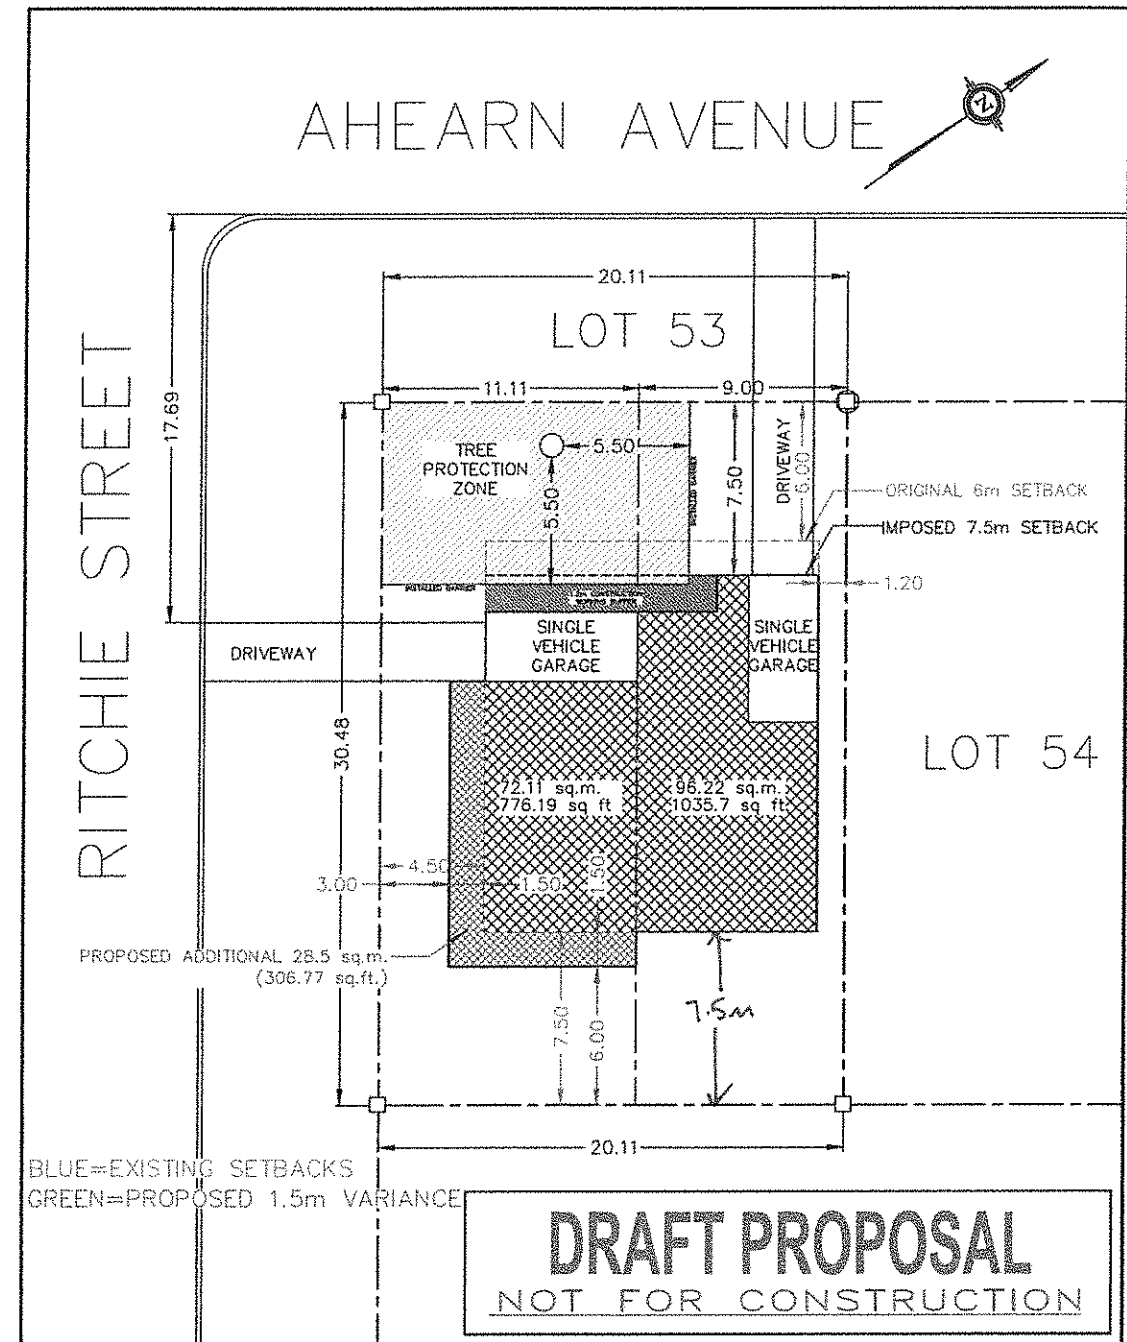 AHEARN AVENUE
N
20.11
LOT 53
17.69
RITCHIE STREET
11.11
9.00
TREE
PROTECTION
ZONE
5.50
5.50
7.50
DRIVEWAY
6.00
ORIGINAL 6m SETBACK
IMPOSED 7.5m SETBACK
1.20
DRIVEWAY
SINGLE
VEHICLE
GARAGE
SINGLE
VEHICLE
GARAGE
30.48
LOT 54
72.11 sq.m.
776.19 sq ft
96.22 sq.m.
1035.7 sq ft
4.50
3.00
1.50
1.50
PROPOSED ADDITIONAL 28.5 sq.m.
(306.77 sq.ft.)
7.50
6.00
7.5m
20.11
BLUE=EXISTING SETBACKS
GREEN=PROPOSED 1.5m VARIANCE
DRAFT PROPOSAL
NOT FOR CONSTRUCTION